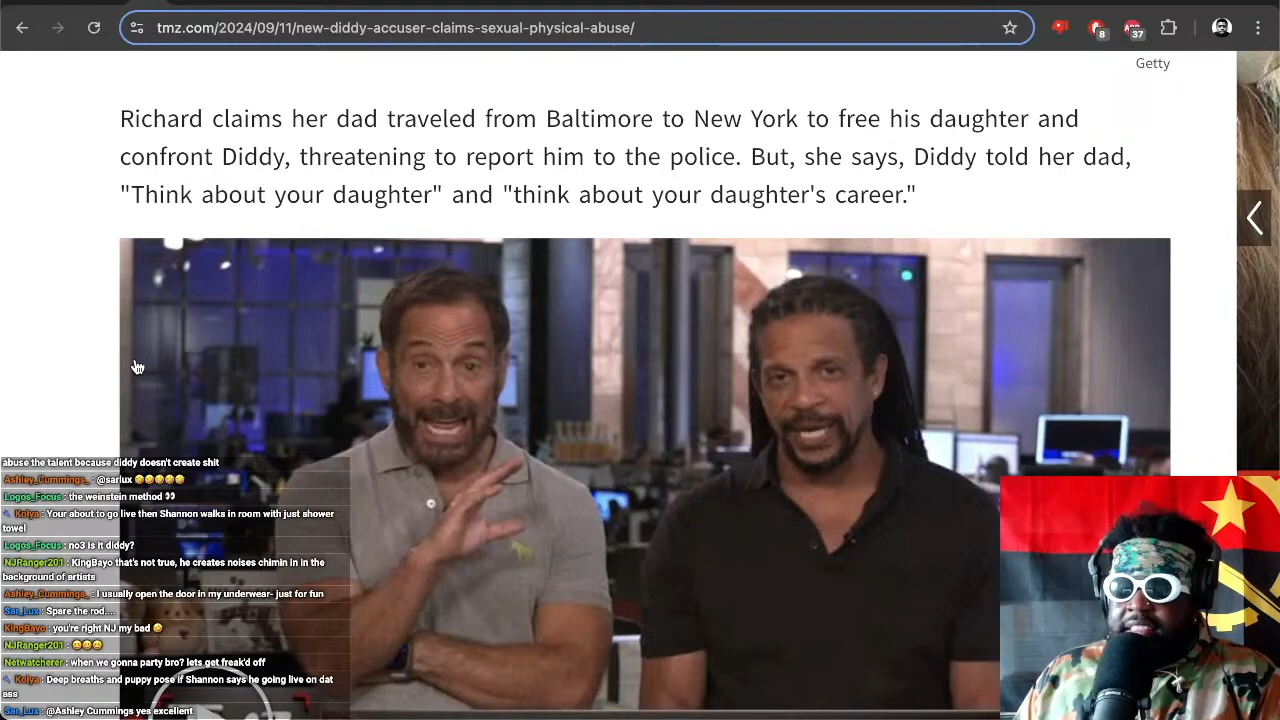 tmz.com/2024/09/11/new-diddy-accuser-claims-sexual-physical-abuse/
8
37
Getty
Richard claims her dad traveled from Baltimore to New York to free his daughter and
confront Diddy, threatening to report him to the police. But, she says, Diddy told her dad,
"Think about your daughter" and "think about your daughter's career."
abuse the talent because diddy doesn't create shit
Ashley_Cummings_: @sarlux 🤣🤣🤣🤣🤣
Logos_Focus: the weinstein method 👀
Kolya: Your about to go live then Shannon walks in room with just shower
towel
Logos_Focus: no3 is it diddy?
NJRanger201: KingBayo that's not true, he creates noises chimin in in the
background of artists
Ashley_Cummings_: I usually open the door in my underwear- just for fun
Sar_Lux: Spare the rod....
KingBayo: you're right NJ my bad 🤣
NJRanger201: 😂😂😂
Netwatcherer: when we gonna party bro? lets get freak'd off
Kolya: Deep breaths and puppy pose if Shannon says he going live on dat
ass
Sar_Lux: @Ashley Cummings yes excellent